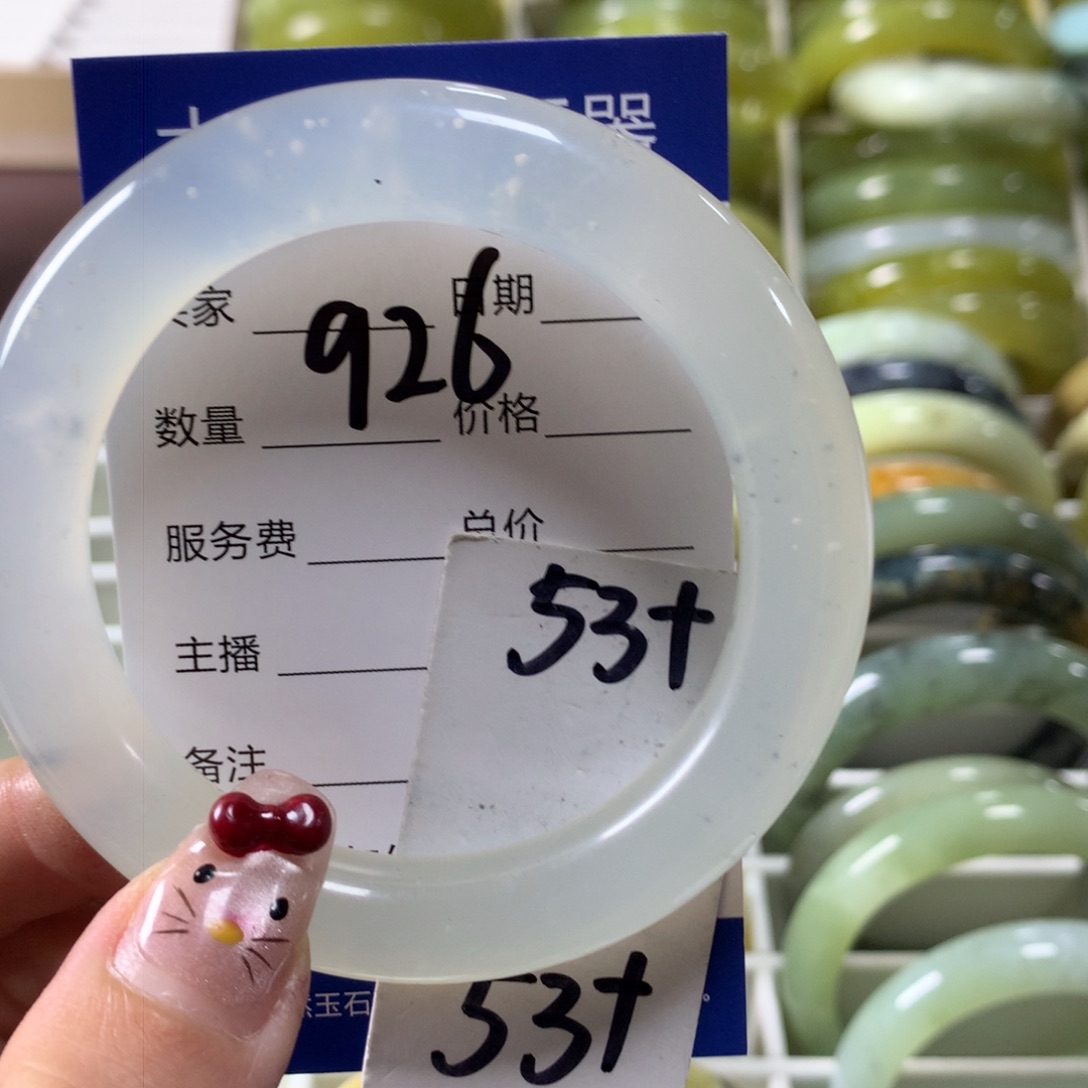 器
家 926 日期
数量 价格
服务费 总价
主播 53+
备注
玉石
53+